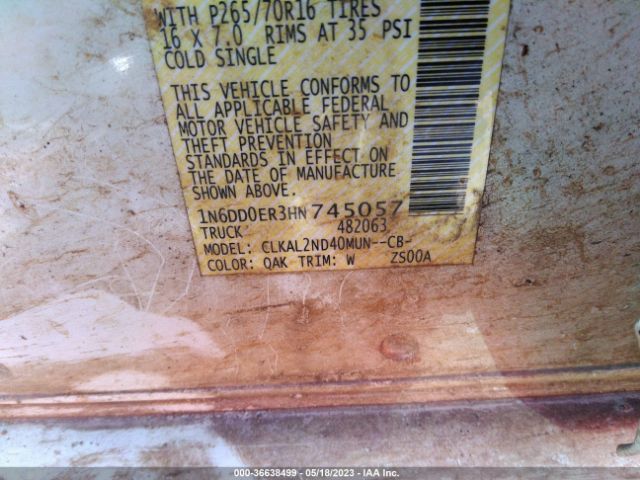 WITH P265/70R16 TIRES
16 X 7.0 RIMS AT 35 PSI
COLD SINGLE
THIS VEHICLE CONFORMS TO
ALL APPLICABLE FEDERAL
MOTOR VEHICLE SAFETY AND
THEFT PREVENTION
STANDARDS IN EFFECT ON
THE DATE OF MANUFACTURE
SHOWN ABOVE.
1N6DD0ER3HN745057
TRUCK 482063
MODEL: CLKAL2ND40MUN--CB-
COLOR: QAK TRIM: W ZS00A
000-36638499 — 05/18/2023 — IAA Inc.